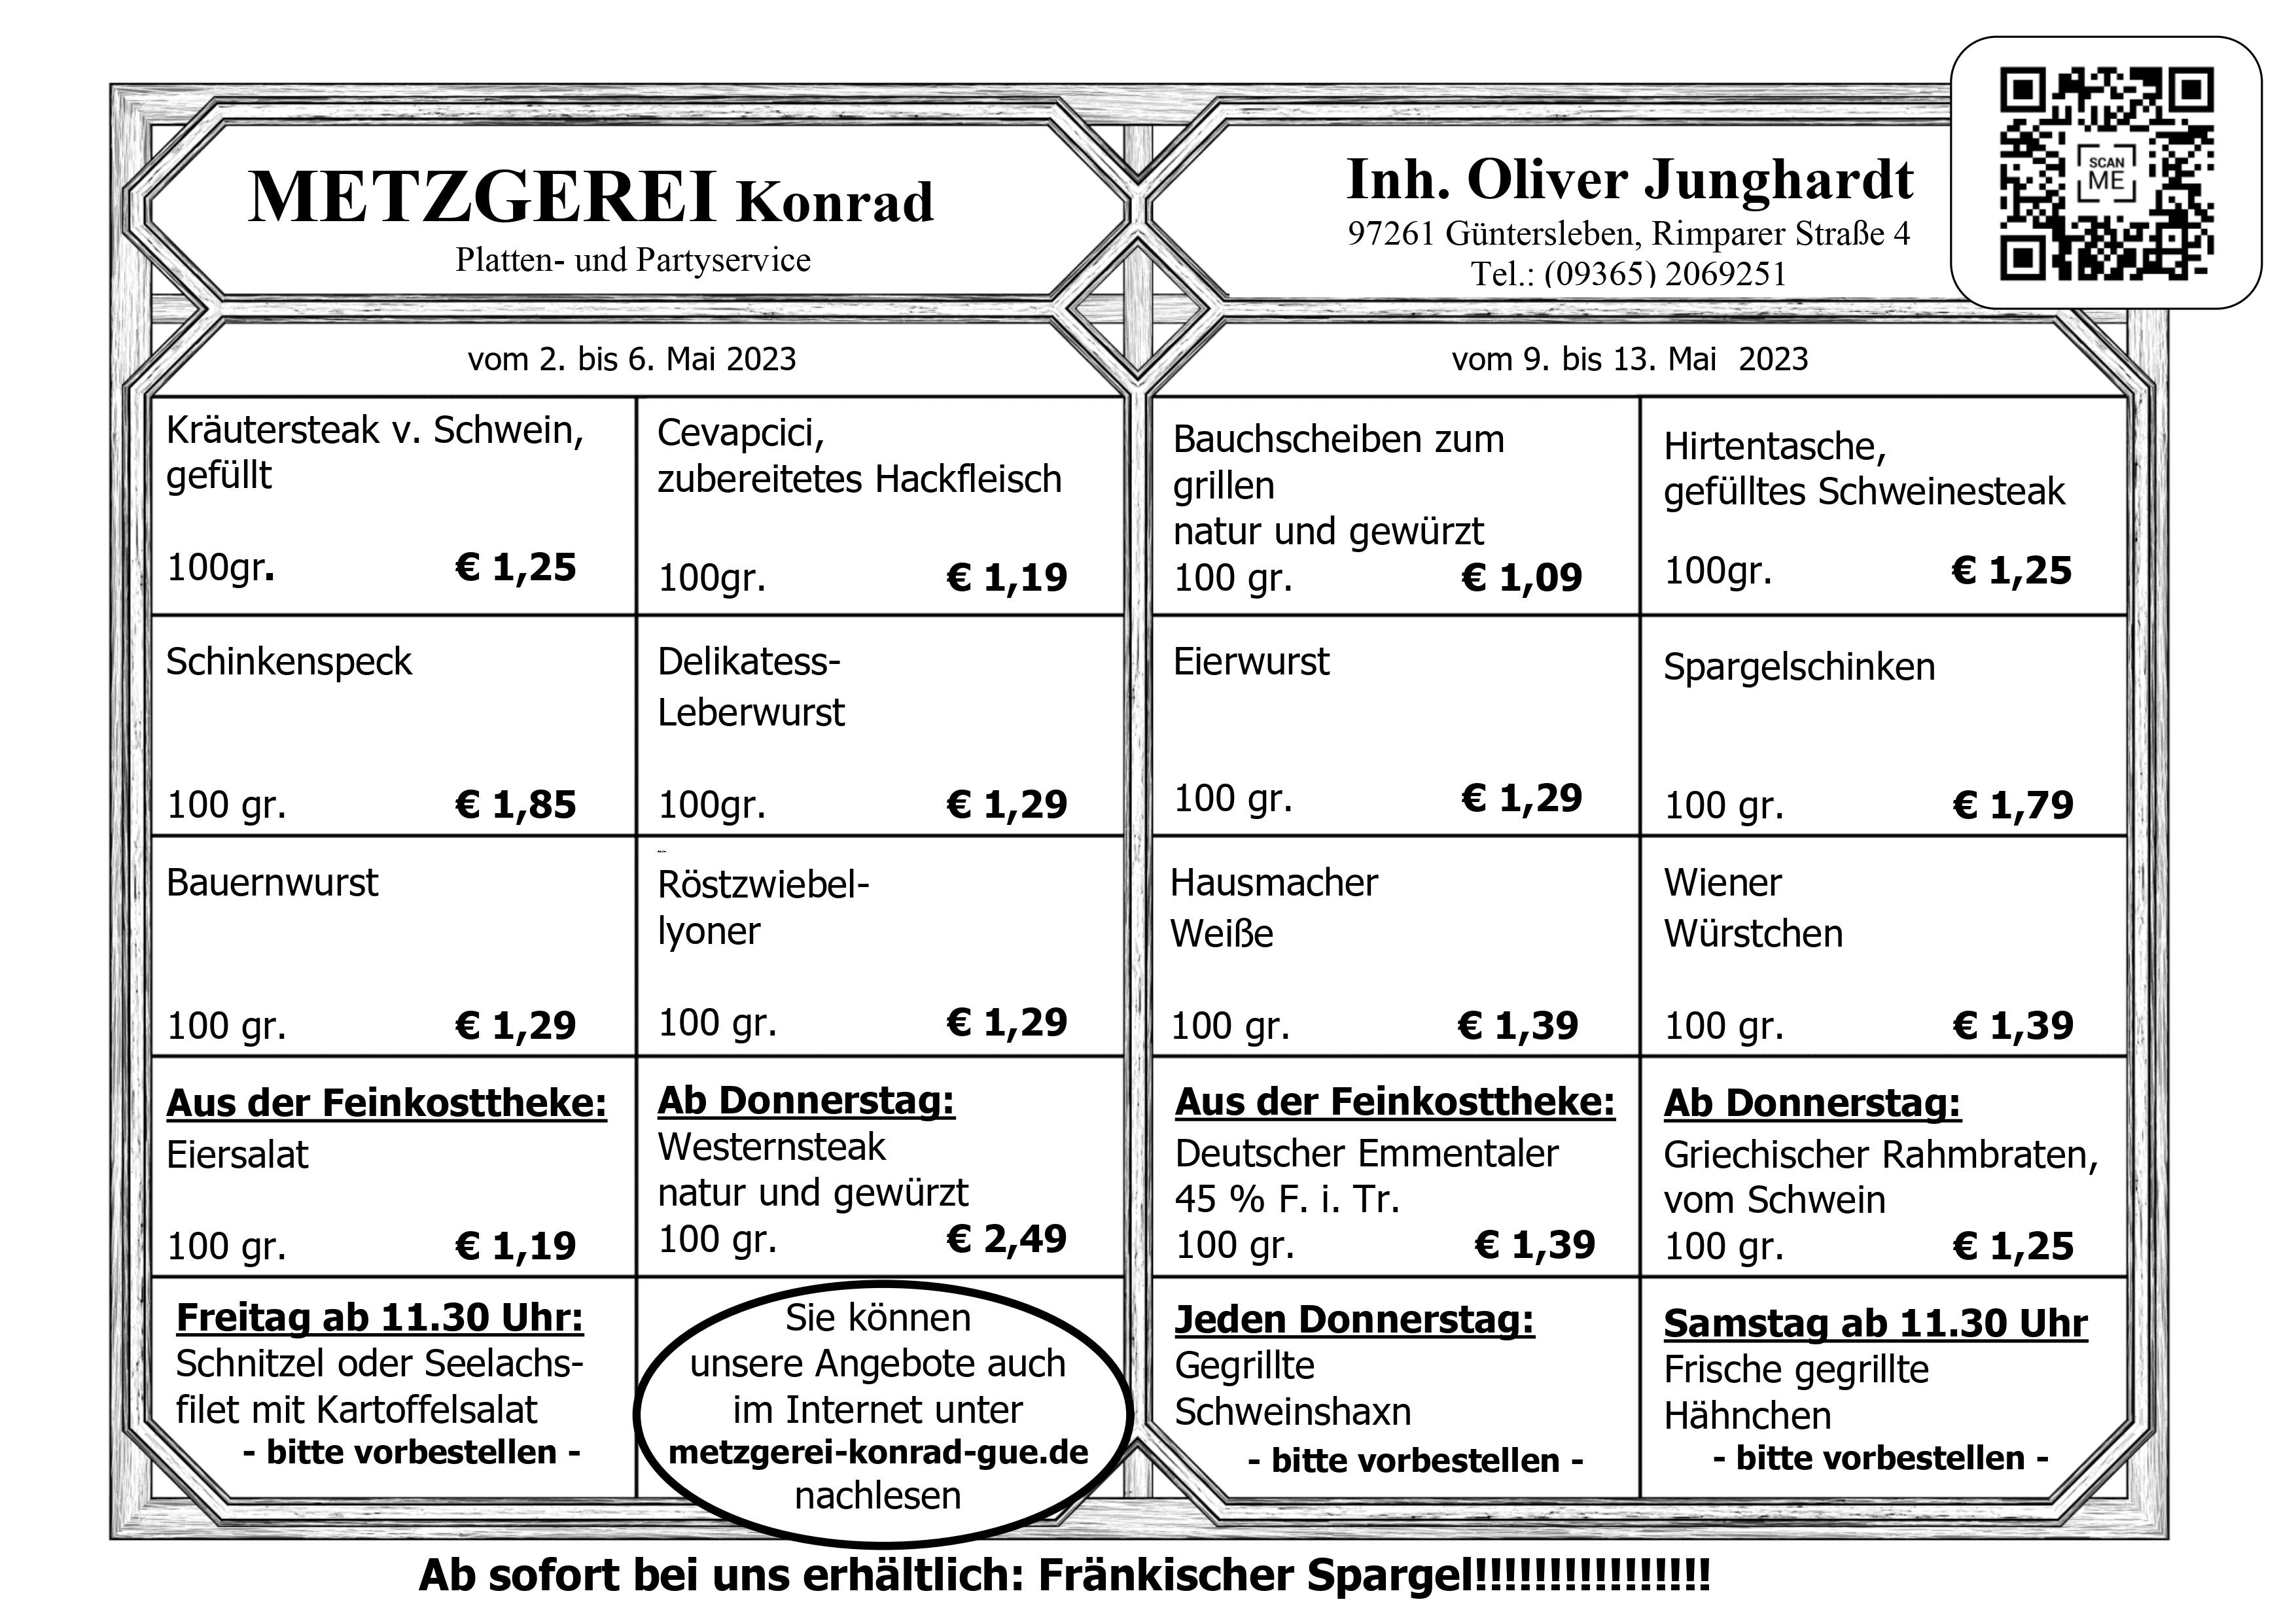 METZGEREI Konrad
Platten- und Partyservice
Inh. Oliver Junghardt
97261 Güntersleben, Rimparer Straße 4
Tel.: (09365) 2069251
SCAN
ME
vom 2. bis 6. Mai 2023
Kräutersteak v. Schwein,
gefüllt
100gr. € 1,25
Cevapcici,
zubereitetes Hackfleisch
100gr. € 1,19
Schinkenspeck
100 gr. € 1,85
Delikatess-
Leberwurst
100gr. € 1,29
Bauernwurst
100 gr. € 1,29
Röstzwiebel-
lyoner
100 gr. € 1,29
Aus der Feinkosttheke:
Eiersalat
100 gr. € 1,19
Ab Donnerstag:
Westernsteak
natur und gewürzt
100 gr. € 2,49
Freitag ab 11.30 Uhr:
Schnitzel oder Seelachs-
filet mit Kartoffelsalat
- bitte vorbestellen -
Sie können
unsere Angebote auch
im Internet unter
metzgerei-konrad-gue.de
nachlesen
vom 9. bis 13. Mai 2023
Bauchscheiben zum
grillen
natur und gewürzt
100 gr. € 1,09
Hirtentasche,
gefülltes Schweinesteak
100gr. € 1,25
Eierwurst
100 gr. € 1,29
Spargelschinken
100 gr. € 1,79
Hausmacher
Weiße
100 gr. € 1,39
Wiener
Würstchen
100 gr. € 1,39
Aus der Feinkosttheke:
Deutscher Emmentaler
45 % F. i. Tr.
100 gr. € 1,39
Ab Donnerstag:
Griechischer Rahmbraten,
vom Schwein
100 gr. € 1,25
Jeden Donnerstag:
Gegrillte
Schweinshaxn
- bitte vorbestellen -
Samstag ab 11.30 Uhr
Frische gegrillte
Hähnchen
- bitte vorbestellen -
Ab sofort bei uns erhältlich: Fränkischer Spargel!!!!!!!!!!!!!!!!